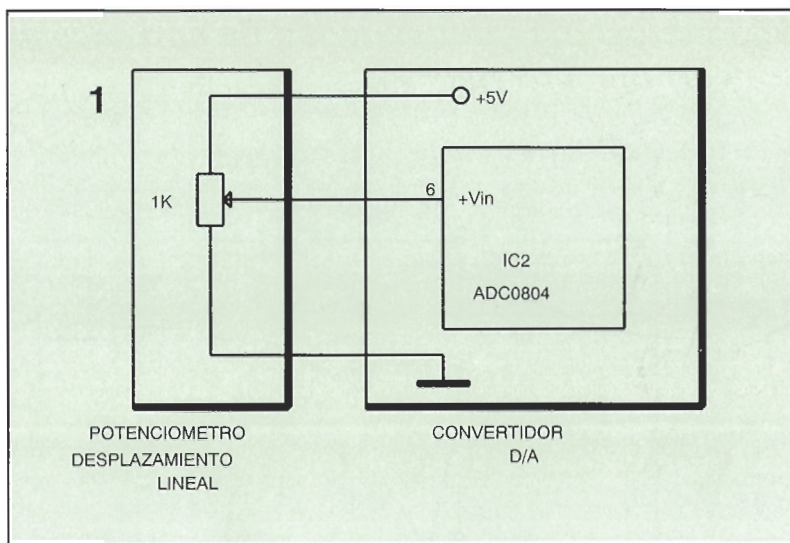 1
+5V
1K
6
+Vin
IC2
ADC0804
POTENCIOMETRO
DESPLAZAMIENTO
LINEAL
CONVERTIDOR
D/A